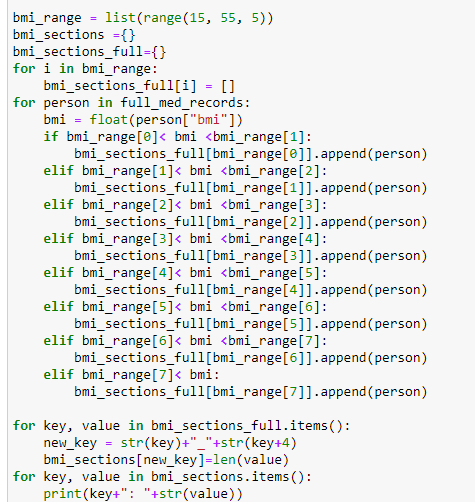 bmi_range = list(range(15, 55, 5))
bmi_sections ={}
bmi_sections_full={}
for i in bmi_range:
    bmi_sections_full[i] = []
for person in full_med_records:
    bmi = float(person["bmi"])
    if bmi_range[0]< bmi <bmi_range[1]:
        bmi_sections_full[bmi_range[0]].append(person)
    elif bmi_range[1]< bmi <bmi_range[2]:
        bmi_sections_full[bmi_range[1]].append(person)
    elif bmi_range[2]< bmi <bmi_range[3]:
        bmi_sections_full[bmi_range[2]].append(person)
    elif bmi_range[3]< bmi <bmi_range[4]:
        bmi_sections_full[bmi_range[3]].append(person)
    elif bmi_range[4]< bmi <bmi_range[5]:
        bmi_sections_full[bmi_range[4]].append(person)
    elif bmi_range[5]< bmi <bmi_range[6]:
        bmi_sections_full[bmi_range[5]].append(person)
    elif bmi_range[6]< bmi <bmi_range[7]:
        bmi_sections_full[bmi_range[6]].append(person)
    elif bmi_range[7]< bmi:
        bmi_sections_full[bmi_range[7]].append(person)

for key, value in bmi_sections_full.items():
    new_key = str(key)+"_"+str(key+4)
    bmi_sections[new_key]=len(value)
for key, value in bmi_sections.items():
    print(key+": "+str(value))